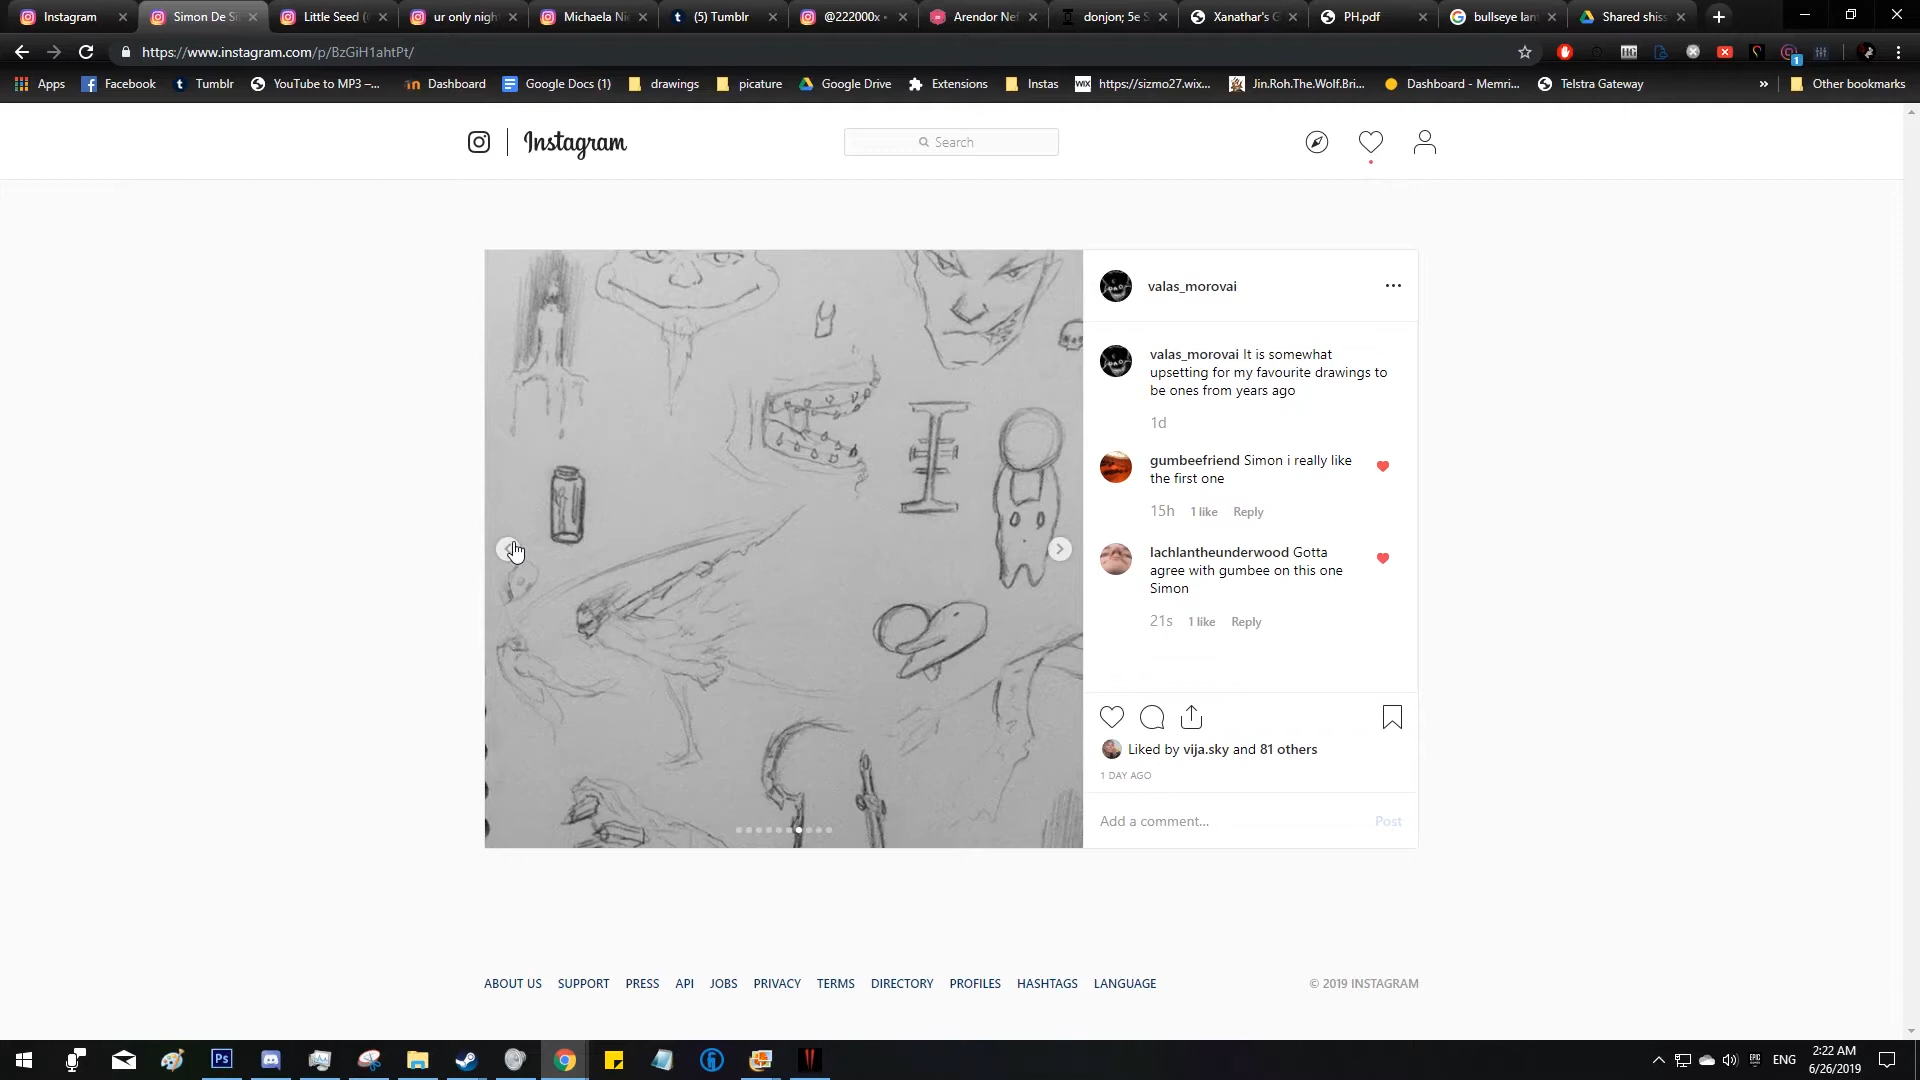 Instagram
Simon De Si
Little Seed (
ur only nigh
Michaela Ni
(5) Tumblr
@222000x •
Arendor Nef
donjon; 5e S
Xanathar's G
PH.pdf
bullseye lan
Shared shis
https://www.instagram.com/p/BzGiH1ahtPt/
1
Apps
Facebook
Tumblr
YouTube to MP3 –...
Dashboard
Google Docs (1)
drawings
picature
Google Drive
Extensions
Instas
https://sizmo27.wix...
Jin.Roh.The.Wolf.Bri...
Dashboard - Memri...
Telstra Gateway
»
Other bookmarks
Instagram
Search
valas_morovai
valas_morovai It is somewhat
upsetting for my favourite drawings to
be ones from years ago
1d
gumbeefriend Simon i really like
the first one
15h 1 like Reply
lachlantheunderwood Gotta
agree with gumbee on this one
Simon
21s 1 like Reply
Liked by vija.sky and 81 others
1 DAY AGO
Add a comment... Post
ABOUT US SUPPORT PRESS API JOBS PRIVACY TERMS DIRECTORY PROFILES HASHTAGS LANGUAGE © 2019 INSTAGRAM
Ps
ENG
2:22 AM
6/26/2019